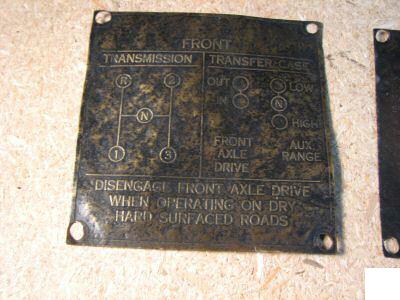 FRONT
TRANSMISSION TRANSFER-CASE
R 2 OUT LOW
IN N
N HIGH
1 3 FRONT AXLE DRIVE AUX. RANGE
DISENGAGE FRONT AXLE DRIVE
WHEN OPERATING ON DRY
HARD SURFACED ROADS